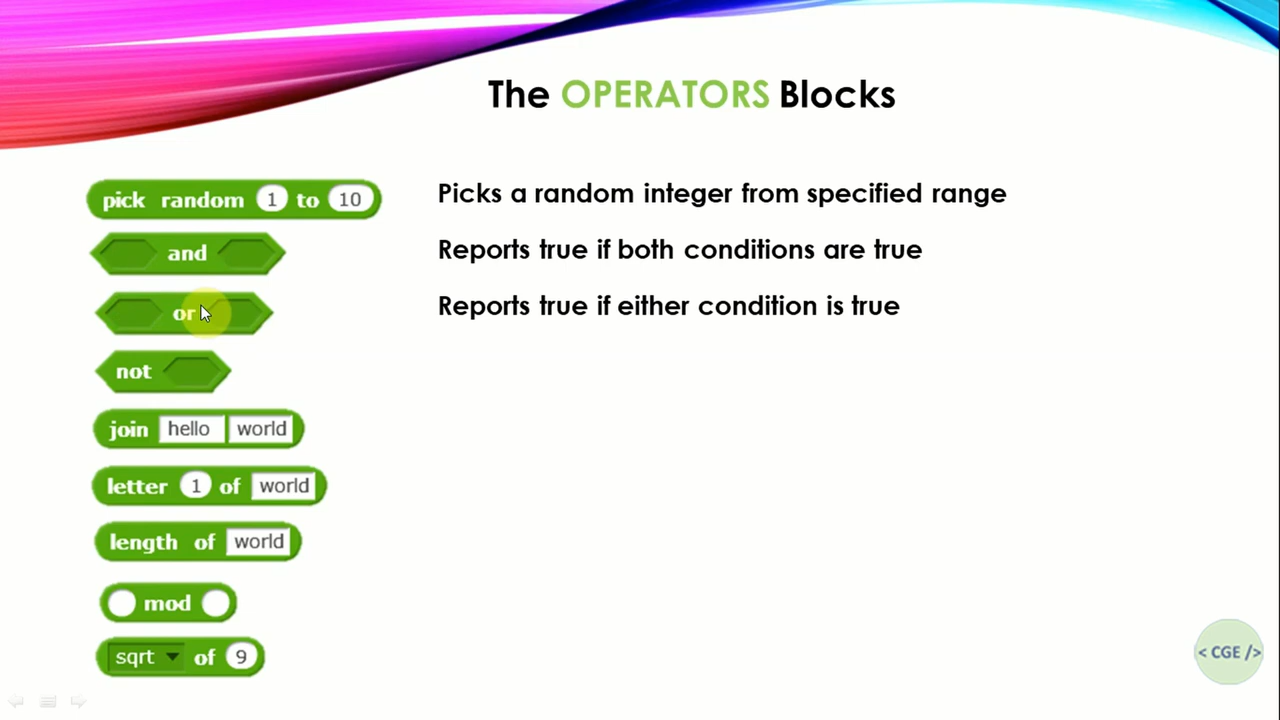 The OPERATORS Blocks
pick random 1 to 10
Picks a random integer from specified range
and
Reports true if both conditions are true
or
Reports true if either condition is true
not
join hello world
letter 1 of world
length of world
mod
sqrt of 9
< CGE />